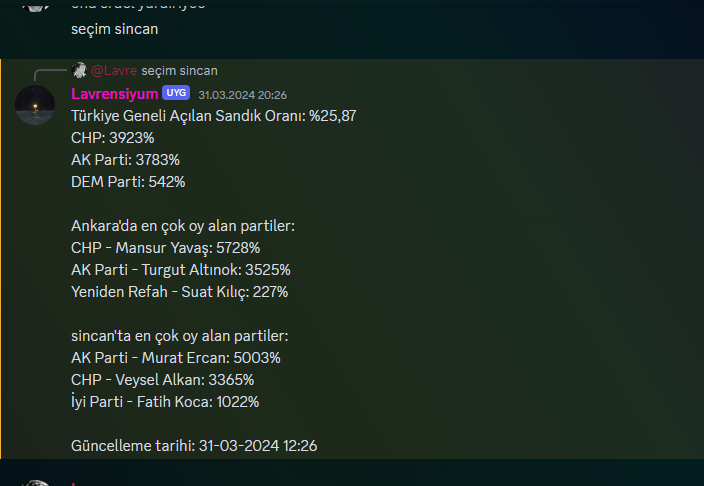 seçim sincan
@Lavre seçim sincan
Lavrensiyum UYG 31.03.2024 20:26
Türkiye Geneli Açılan Sandık Oranı: %25,87
CHP: 3923%
AK Parti: 3783%
DEM Parti: 542%
Ankara'da en çok oy alan partiler:
CHP - Mansur Yavaş: 5728%
AK Parti - Turgut Altınok: 3525%
Yeniden Refah - Suat Kılıç: 227%
sincan'ta en çok oy alan partiler:
AK Parti - Murat Ercan: 5003%
CHP - Veysel Alkan: 3365%
İyi Parti - Fatih Koca: 1022%
Güncelleme tarihi: 31-03-2024 12:26